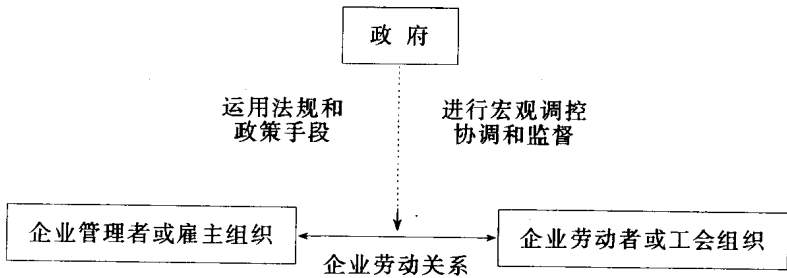 政 府
运用法规和
政策手段
进行宏观调控
协调和监督
企业管理者或雇主组织
企业劳动者或工会组织
企业劳动关系